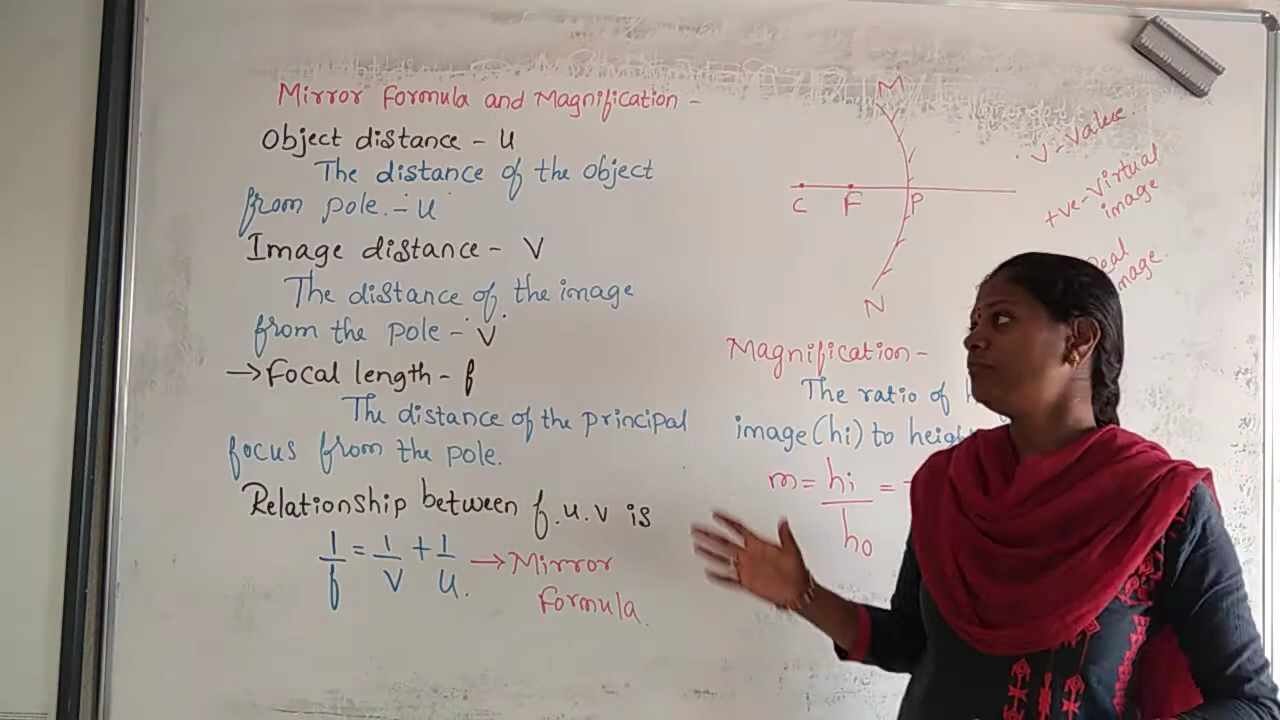 Mirror Formula and Magnification -
Object distance - u
The distance of the object
from pole. - u
Image distance - V
The distance of the image
from the pole - V
→ Focal length - f
The distance of the principal
focus from the pole.
Relationship between f. u. v is
1/f = 1/v + 1/u. → Mirror
Formula.
M
C F P
N
V - Value.
+ve - Virtual
image
image.
Magnification -
The ratio of
image (hi) to
m = hi/ho =